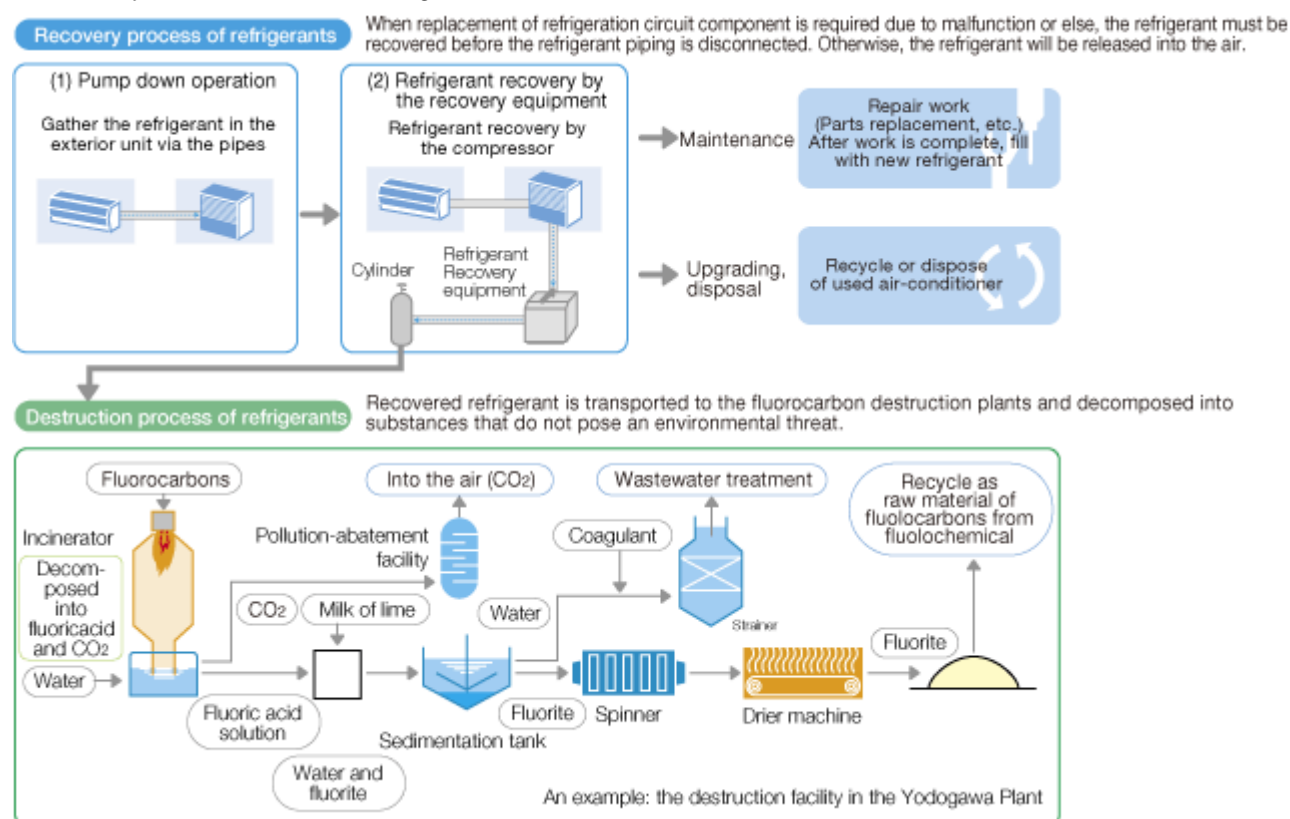 Recovery process of refrigerants
When replacement of refrigeration circuit component is required due to malfunction or else, the refrigerant must be
recovered before the refrigerant piping is disconnected. Otherwise, the refrigerant will be released into the air.
(1) Pump down operation
Gather the refrigerant in the
exterior unit via the pipes
(2) Refrigerant recovery by
the recovery equipment
Refrigerant recovery by
the compressor
Cylinder
Refrigerant
Recovery
equipment
Maintenance
Repair work
(Parts replacement, etc.)
After work is complete, fill
with new refrigerant
Upgrading,
disposal
Recycle or dispose
of used air-conditioner
Destruction process of refrigerants
Recovered refrigerant is transported to the fluorocarbon destruction plants and decomposed into
substances that do not pose an environmental threat.
Fluorocarbons
Incinerator
Decom-
posed
into
fluoricacid
and CO2
Water
Into the air (CO2)
Pollution-abatement
facility
CO2
Milk of lime
Fluoric acid
solution
Water and
fluorite
Sedimentation tank
Water
Coagulant
Wastewater treatment
Strainer
Fluorite
Spinner
Drier machine
Fluorite
Recycle as
raw material of
fluolocarbons from
fluolochemical
An example: the destruction facility in the Yodogawa Plant